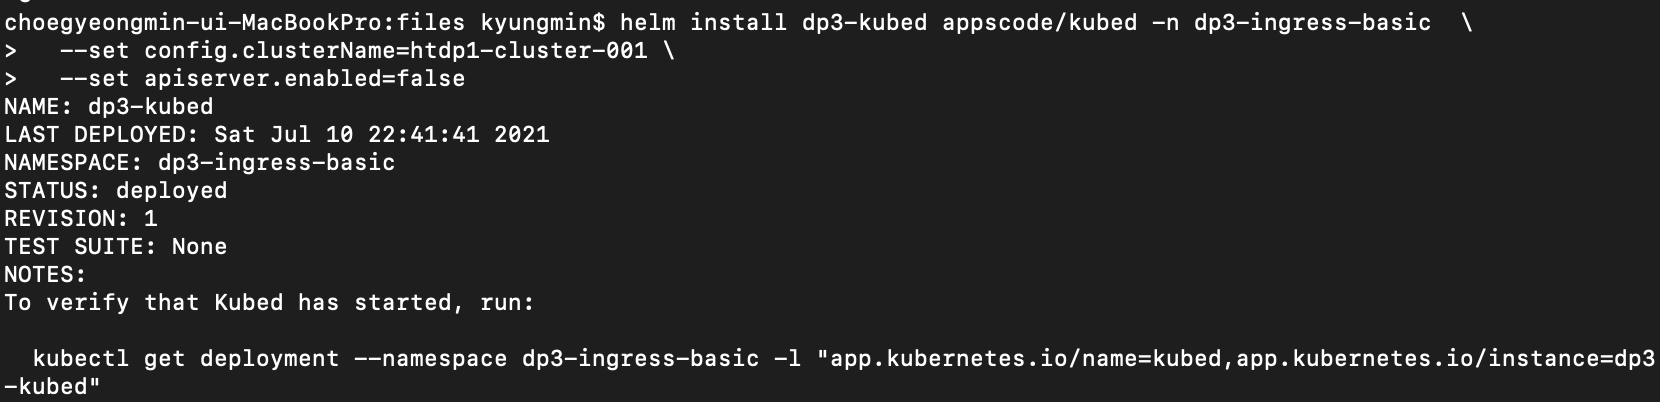 choegyeongmin-ui-MacBookPro:files kyungmin$ helm install dp3-kubed appscode/kubed -n dp3-ingress-basic  \
>   --set config.clusterName=htdp1-cluster-001 \
>   --set apiserver.enabled=false
NAME: dp3-kubed
LAST DEPLOYED: Sat Jul 10 22:41:41 2021
NAMESPACE: dp3-ingress-basic
STATUS: deployed
REVISION: 1
TEST SUITE: None
NOTES:
To verify that Kubed has started, run:
  kubectl get deployment --namespace dp3-ingress-basic -l "app.kubernetes.io/name=kubed,app.kubernetes.io/instance=dp3
-kubed"